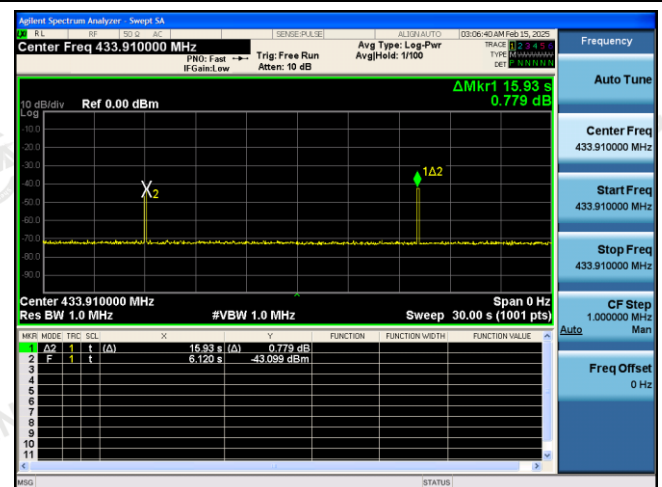 Agilent Spectrum Analyzer - Swept SA
RL RF 50 Ω AC SENSE:PULSE ALIGN AUTO 03:06:40 AM Feb 15, 2025
Center Freq 433.910000 MHz
PNO: Fast
IFGain:Low
Trig: Free Run
Atten: 10 dB
Avg Type: Log-Pwr
Avg|Hold: 1/100
TRACE 1 2 3 4 5 6
TYPE M
DET P N N N N N
ΔMkr1 15.93 s
0.779 dB
10 dB/div Ref 0.00 dBm
Log
-10.0
-20.0
-30.0
-40.0
-50.0
-60.0
-70.0
-80.0
-90.0
X2
1Δ2
Center 433.910000 MHz Span 0 Hz
Res BW 1.0 MHz #VBW 1.0 MHz Sweep 30.00 s (1001 pts)
MKR MODE TRC SCL X Y FUNCTION FUNCTION WIDTH FUNCTION VALUE
1 Δ2 1 t (Δ) 15.93 s (Δ) 0.779 dB
2 F 1 t 6.120 s -43.099 dBm
3
4
5
6
7
8
9
10
11
MSG STATUS
Frequency
Auto Tune
Center Freq
433.910000 MHz
Start Freq
433.910000 MHz
Stop Freq
433.910000 MHz
CF Step
1.000000 MHz
Auto Man
Freq Offset
0 Hz